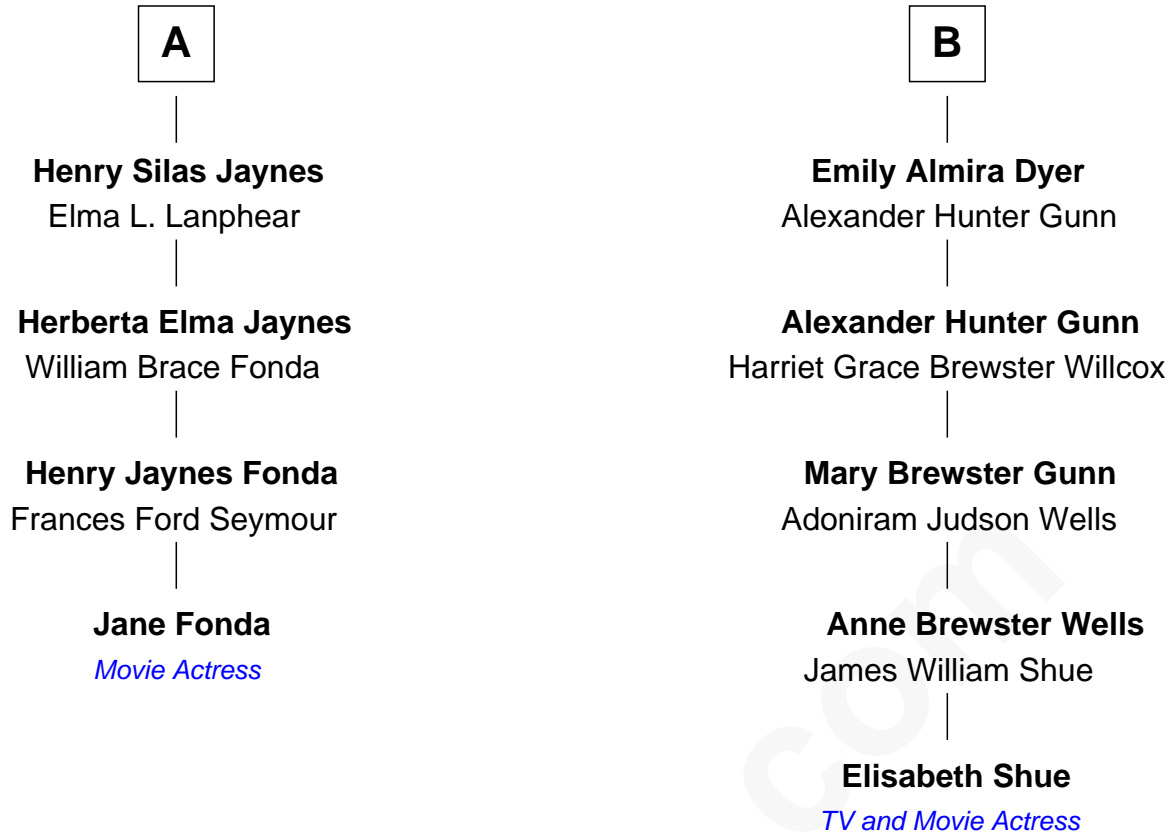 A
Henry Silas Jaynes
Elma L. Lanphear
Herberta Elma Jaynes
William Brace Fonda
Henry Jaynes Fonda
Frances Ford Seymour
Jane Fonda
Movie Actress
B
Emily Almira Dyer
Alexander Hunter Gunn
Alexander Hunter Gunn
Harriet Grace Brewster Willcox
Mary Brewster Gunn
Adoniram Judson Wells
Anne Brewster Wells
James William Shue
Elisabeth Shue
TV and Movie Actress
com